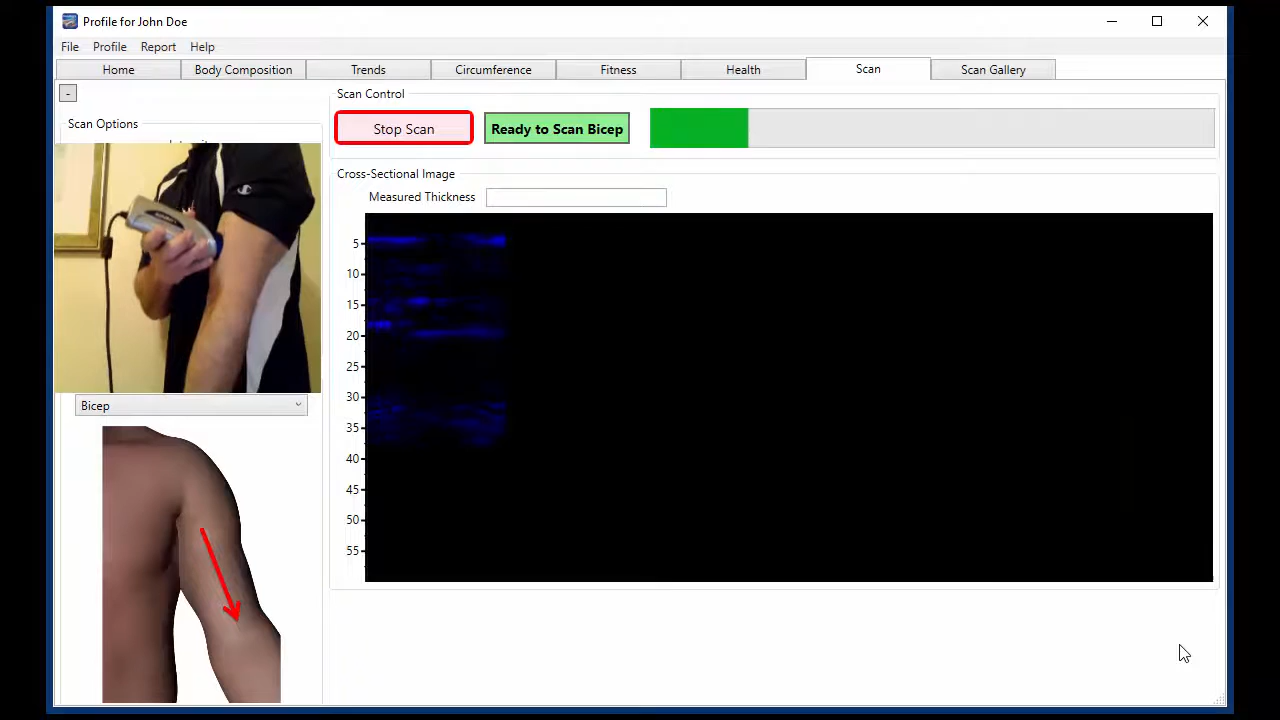 Profile for John Doe
File Profile Report Help
Home Body Composition Trends Circumference Fitness Health Scan Scan Gallery
-
Scan Control
Scan Options
Stop Scan Ready to Scan Bicep
Cross-Sectional Image
Measured Thickness
5
10
15
20
25
30
35
40
45
50
55
Bicep